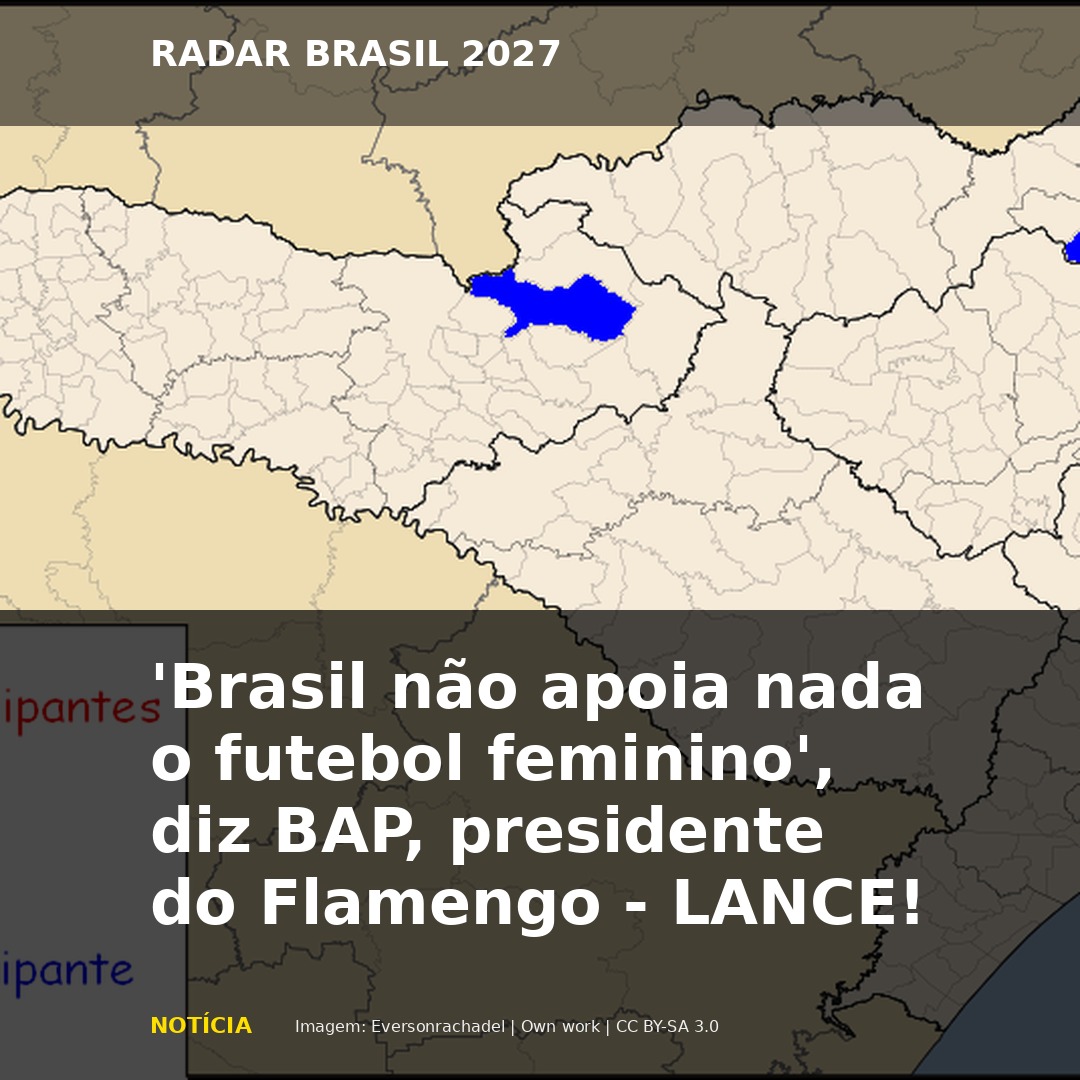 RADAR BRASIL 2027
ipantes
'Brasil não apoia nada
o futebol feminino',
diz BAP, presidente
do Flamengo - LANCE!
ipante
NOTÍCIA Imagem: Eversonrachadel | Own work | CC BY-SA 3.0